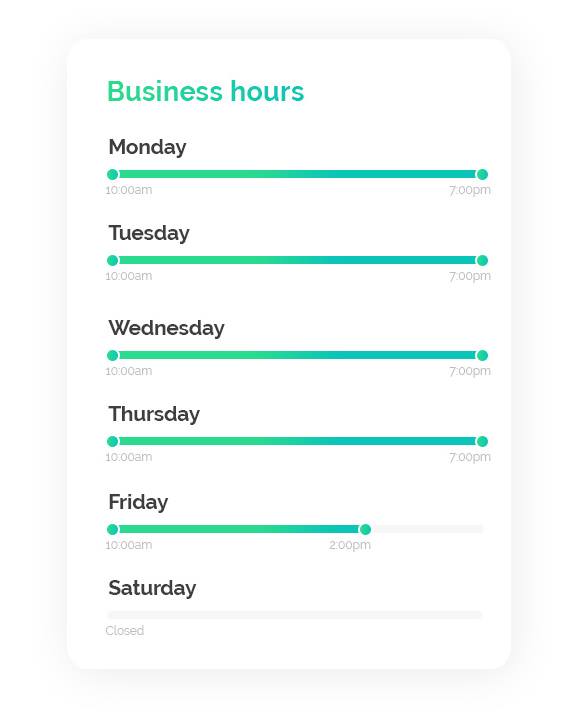 Business hours
Monday
10:00am 7:00pm
Tuesday
10:00am 7:00pm
Wednesday
10:00am 7:00pm
Thursday
10:00am 7:00pm
Friday
10:00am 2:00pm
Saturday
Closed